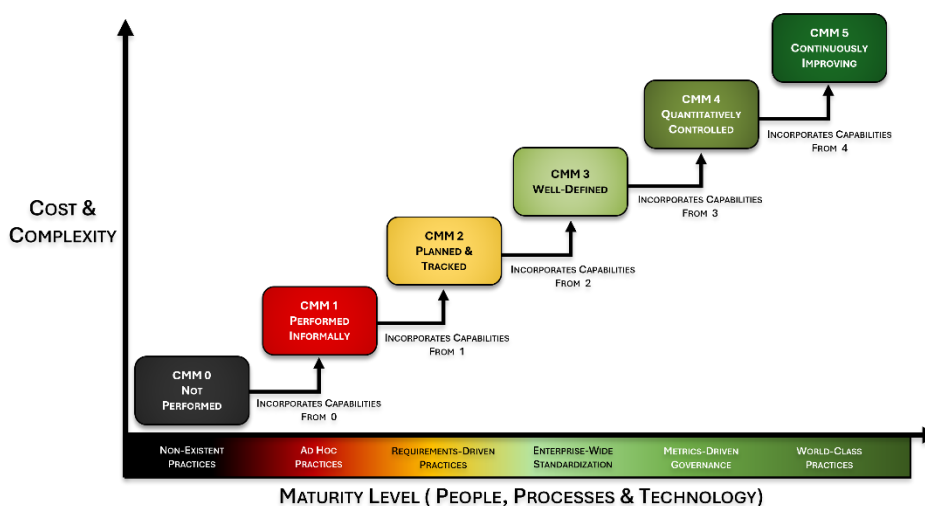 CMM 5
Continuously
Improving
CMM 4
Quantitatively
Controlled
Incorporates Capabilities
From 4
CMM 3
Well-Defined
Incorporates Capabilities
From 3
Cost &
Complexity
CMM 2
Planned &
Tracked
Incorporates Capabilities
From 2
CMM 1
Performed
Informally
Incorporates Capabilities
From 1
CMM 0
Not
Performed
Incorporates Capabilities
From 0
Non-Existent
Practices
Ad Hoc
Practices
Requirements-Driven
Practices
Enterprise-Wide
Standardization
Metrics-Driven
Governance
World-Class
Practices
Maturity Level ( People, Processes & Technology)